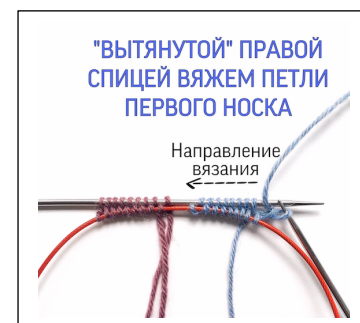 "ВЫТЯНУТОЙ" ПРАВОЙ
СПИЦЕЙ ВЯЖЕМ ПЕТЛИ
ПЕРВОГО НОСКА
Направление
вязания